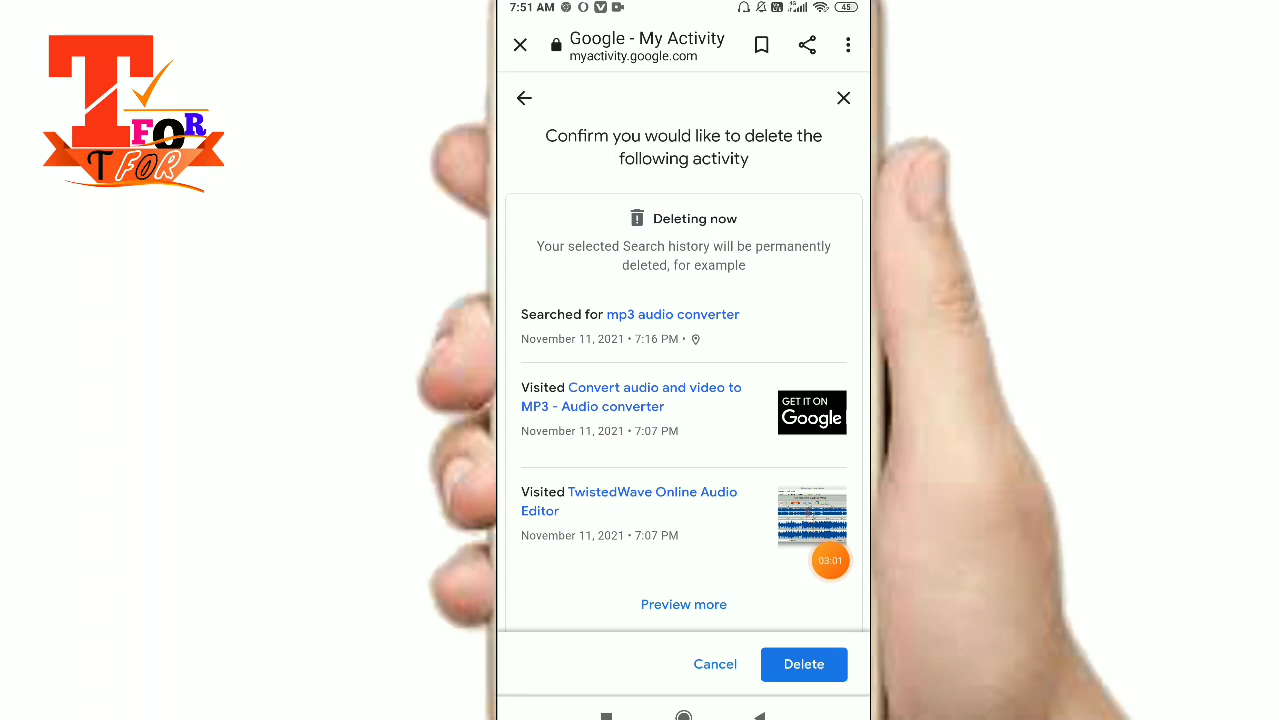 7:51 AM
45
Google - My Activity
myactivity.google.com
T
FOR
T FOR
Confirm you would like to delete the
following activity
Deleting now
Your selected Search history will be permanently
deleted, for example
Searched for mp3 audio converter
November 11, 2021 • 7:16 PM •
Visited Convert audio and video to
MP3 - Audio converter
November 11, 2021 • 7:07 PM
GET IT ON
Google
Visited TwistedWave Online Audio
Editor
November 11, 2021 • 7:07 PM
03:01
Preview more
Cancel
Delete